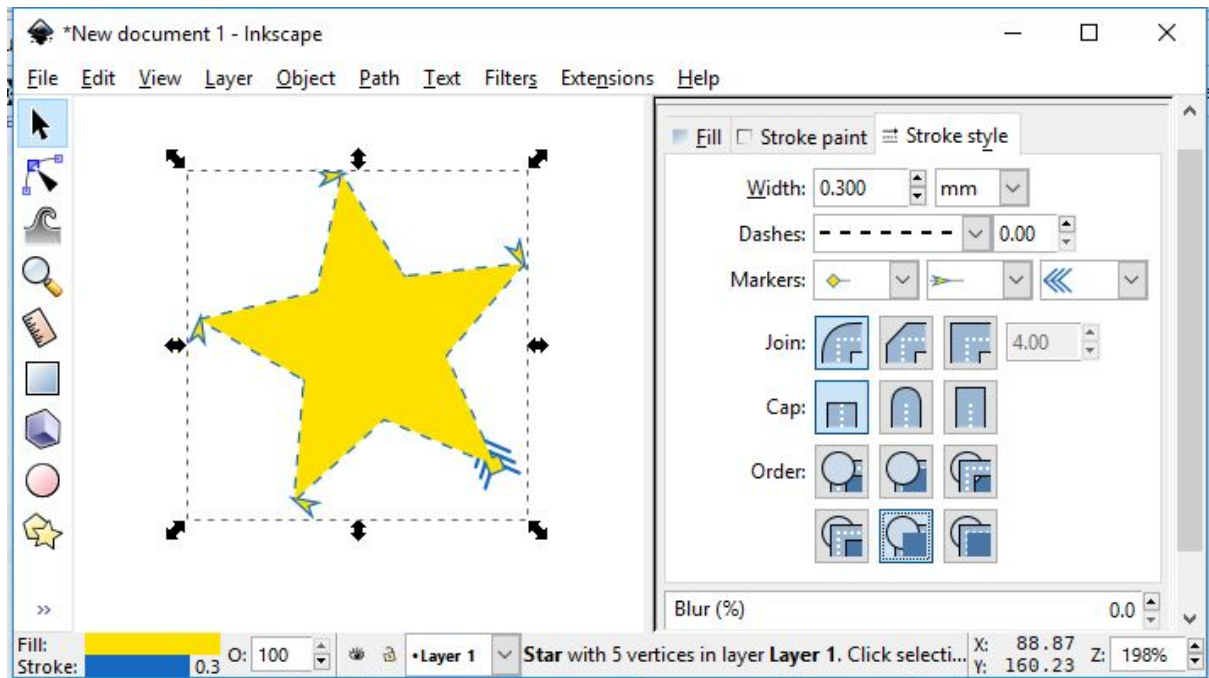 *New document 1 - Inkscape
File Edit View Layer Object Path Text Filters Extensions Help
Fill Stroke paint Stroke style
Width: 0.300 mm
Dashes: 0.00
Markers:
Join: 4.00
Cap:
Order:
Blur (%) 0.0
Fill:
Stroke: 0.3 O: 100 •Layer 1 Star with 5 vertices in layer Layer 1. Click selecti... X: 88.87 Y: 160.23 Z: 198%